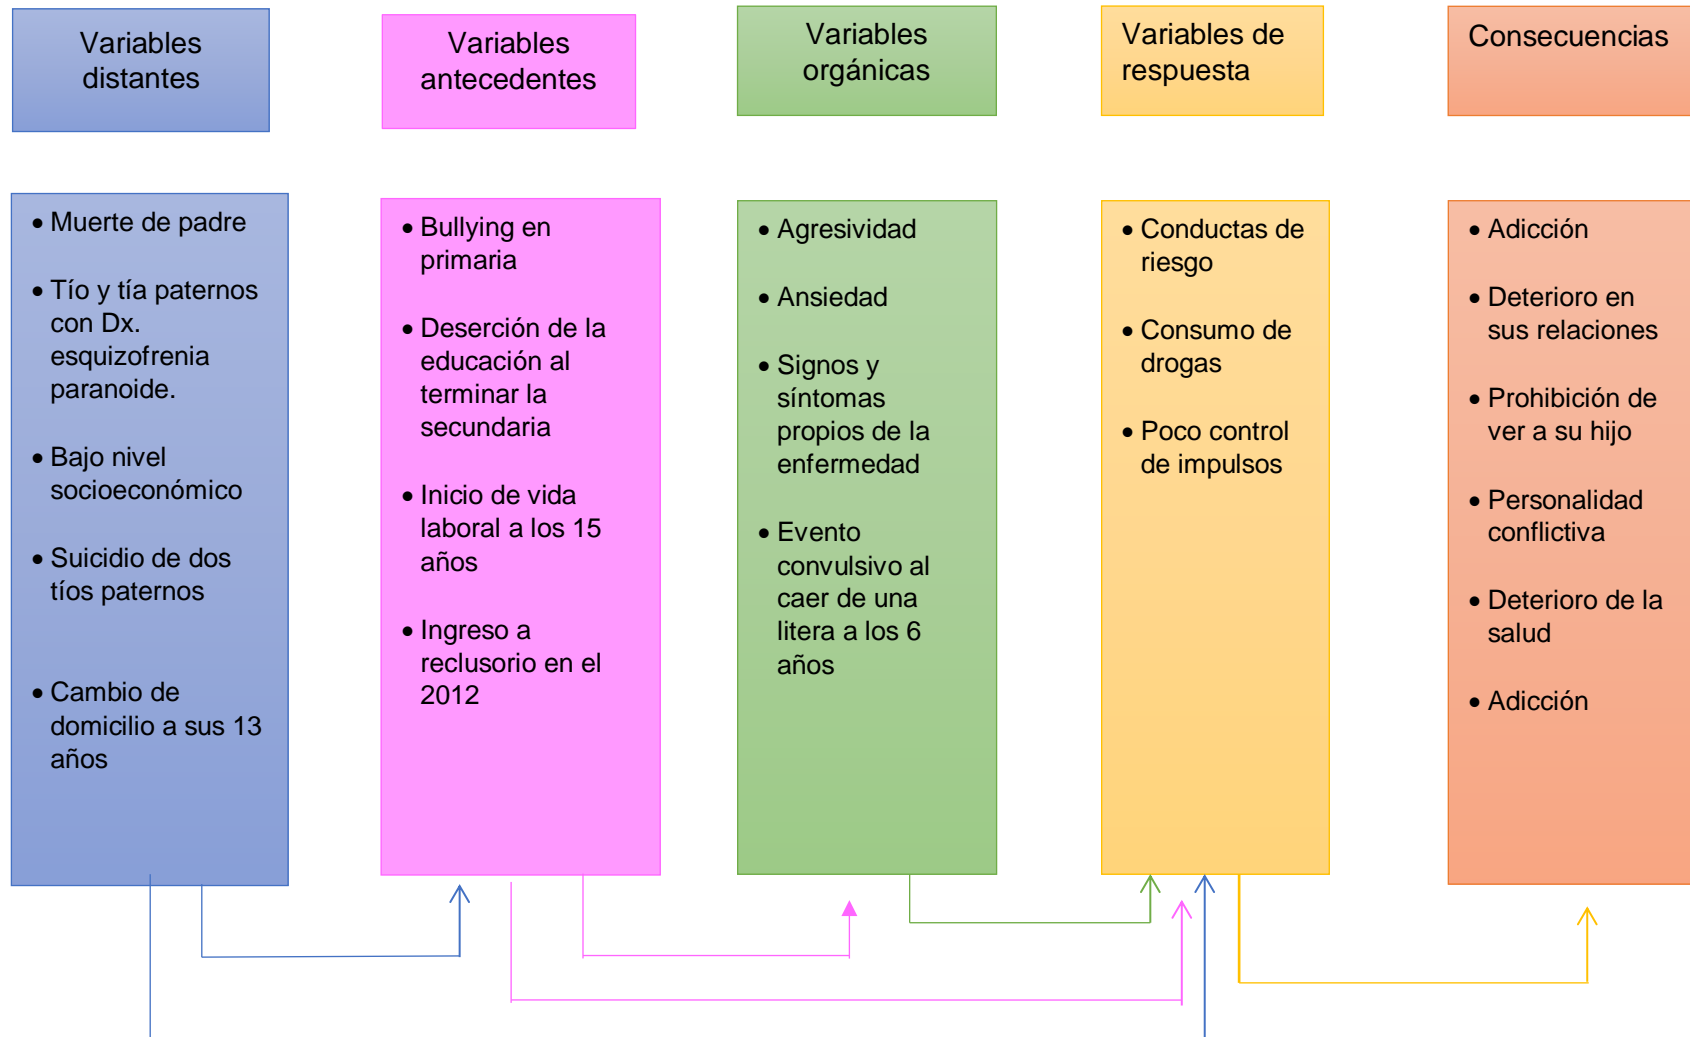 Variables
distantes
Variables
antecedentes
Variables
orgánicas
Variables de
respuesta
Consecuencias
• Muerte de padre
• Tío y tía paternos
con Dx.
esquizofrenia
paranoide.
• Bajo nivel
socioeconómico
• Suicidio de dos
tíos paternos
• Cambio de
domicilio a sus 13
años
• Bullying en
primaria
• Deserción de la
educación al
terminar la
secundaria
• Inicio de vida
laboral a los 15
años
• Ingreso a
reclusorio en el
2012
• Agresividad
• Ansiedad
• Signos y
síntomas
propios de la
enfermedad
• Evento
convulsivo al
caer de una
litera a los 6
años
• Conductas de
riesgo
• Consumo de
drogas
• Poco control
de impulsos
• Adicción
• Deterioro en
sus relaciones
• Prohibición de
ver a su hijo
• Personalidad
conflictiva
• Deterioro de la
salud
• Adicción